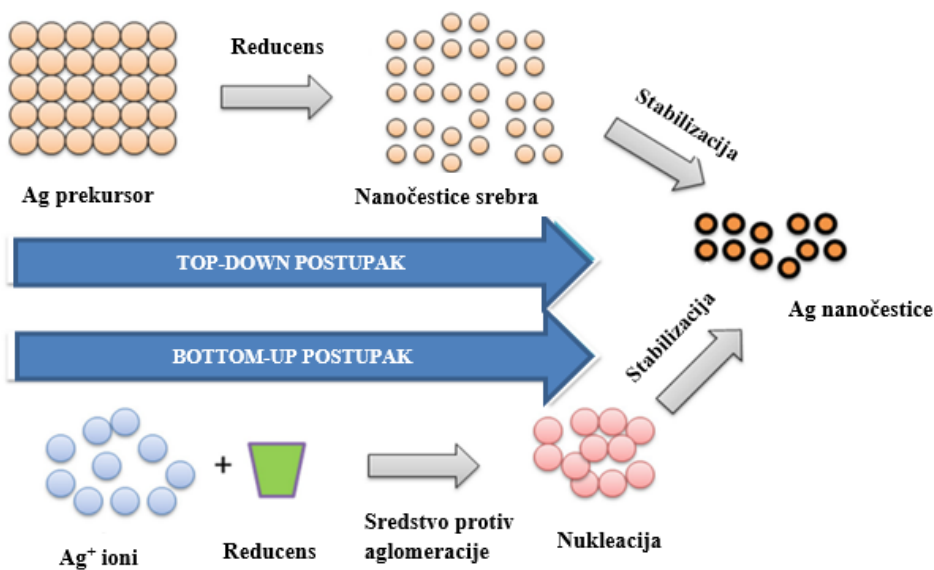 Reducens
Stabilizacija
Ag prekursor
Nanočestice srebra
TOP-DOWN POSTUPAK
Ag nanočestice
BOTTOM-UP POSTUPAK
Stabilizacija
+
Ag⁺ ioni
Reducens
Sredstvo protiv
aglomeracije
Nukleacija